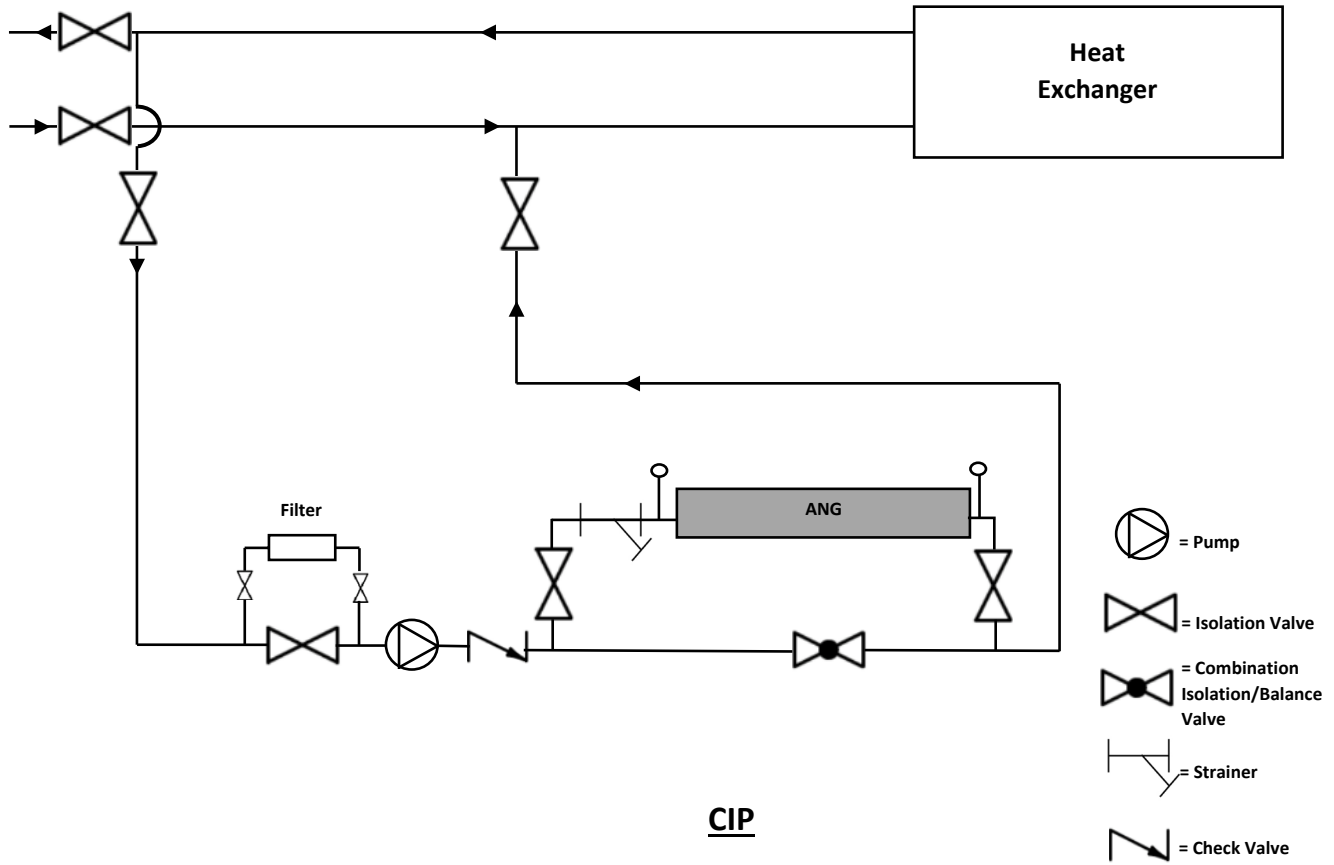 Heat
Exchanger
Filter
ANG
= Pump
= Isolation Valve
= Combination
Isolation/Balance
Valve
= Strainer
= Check Valve
CIP